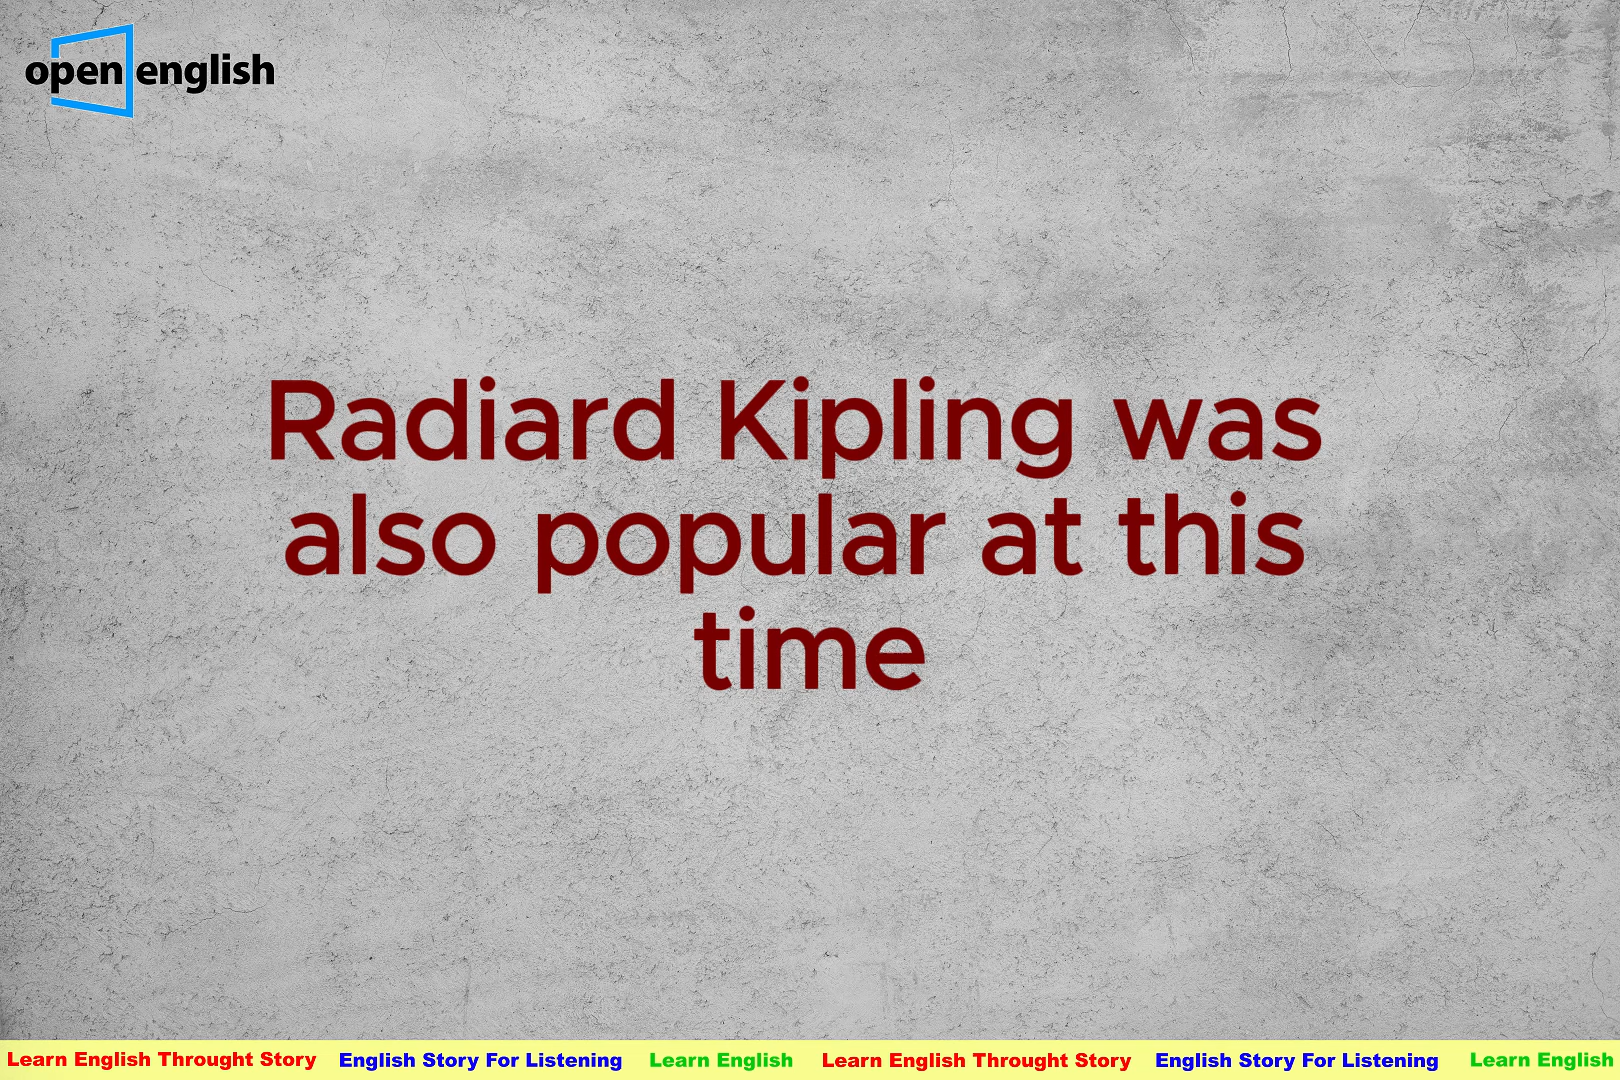 open english
Radiard Kipling was
also popular at this
time
Learn English Throught Story English Story For Listening Learn English Learn English Throught Story English Story For Listening Learn English